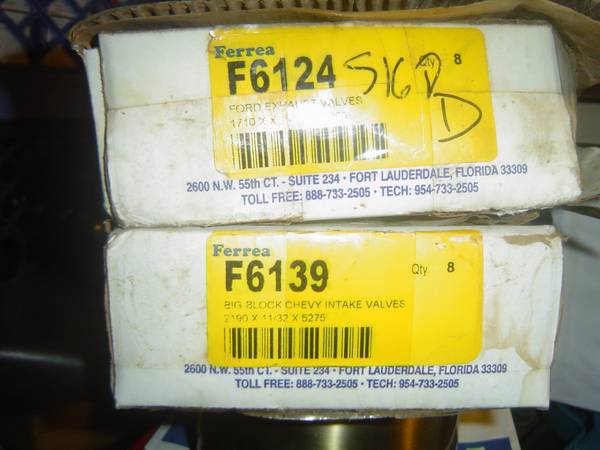 Ferrea
F6124
Qty 8
FORD EXHAUST VALVES
1710 X
2600 N.W. 55th CT. - SUITE 234 • FORT LAUDERDALE, FLORIDA 33309
TOLL FREE: 888-733-2505 • TECH: 954-733-2505
Ferrea
F6139
Qty 8
BIG BLOCK CHEVY INTAKE VALVES
2190 X 11/32 X 5275
2600 N.W. 55th CT. - SUITE 234 • FORT LAUDERDALE, FLORIDA 33309
TOLL FREE: 888-733-2505 • TECH: 954-733-2505